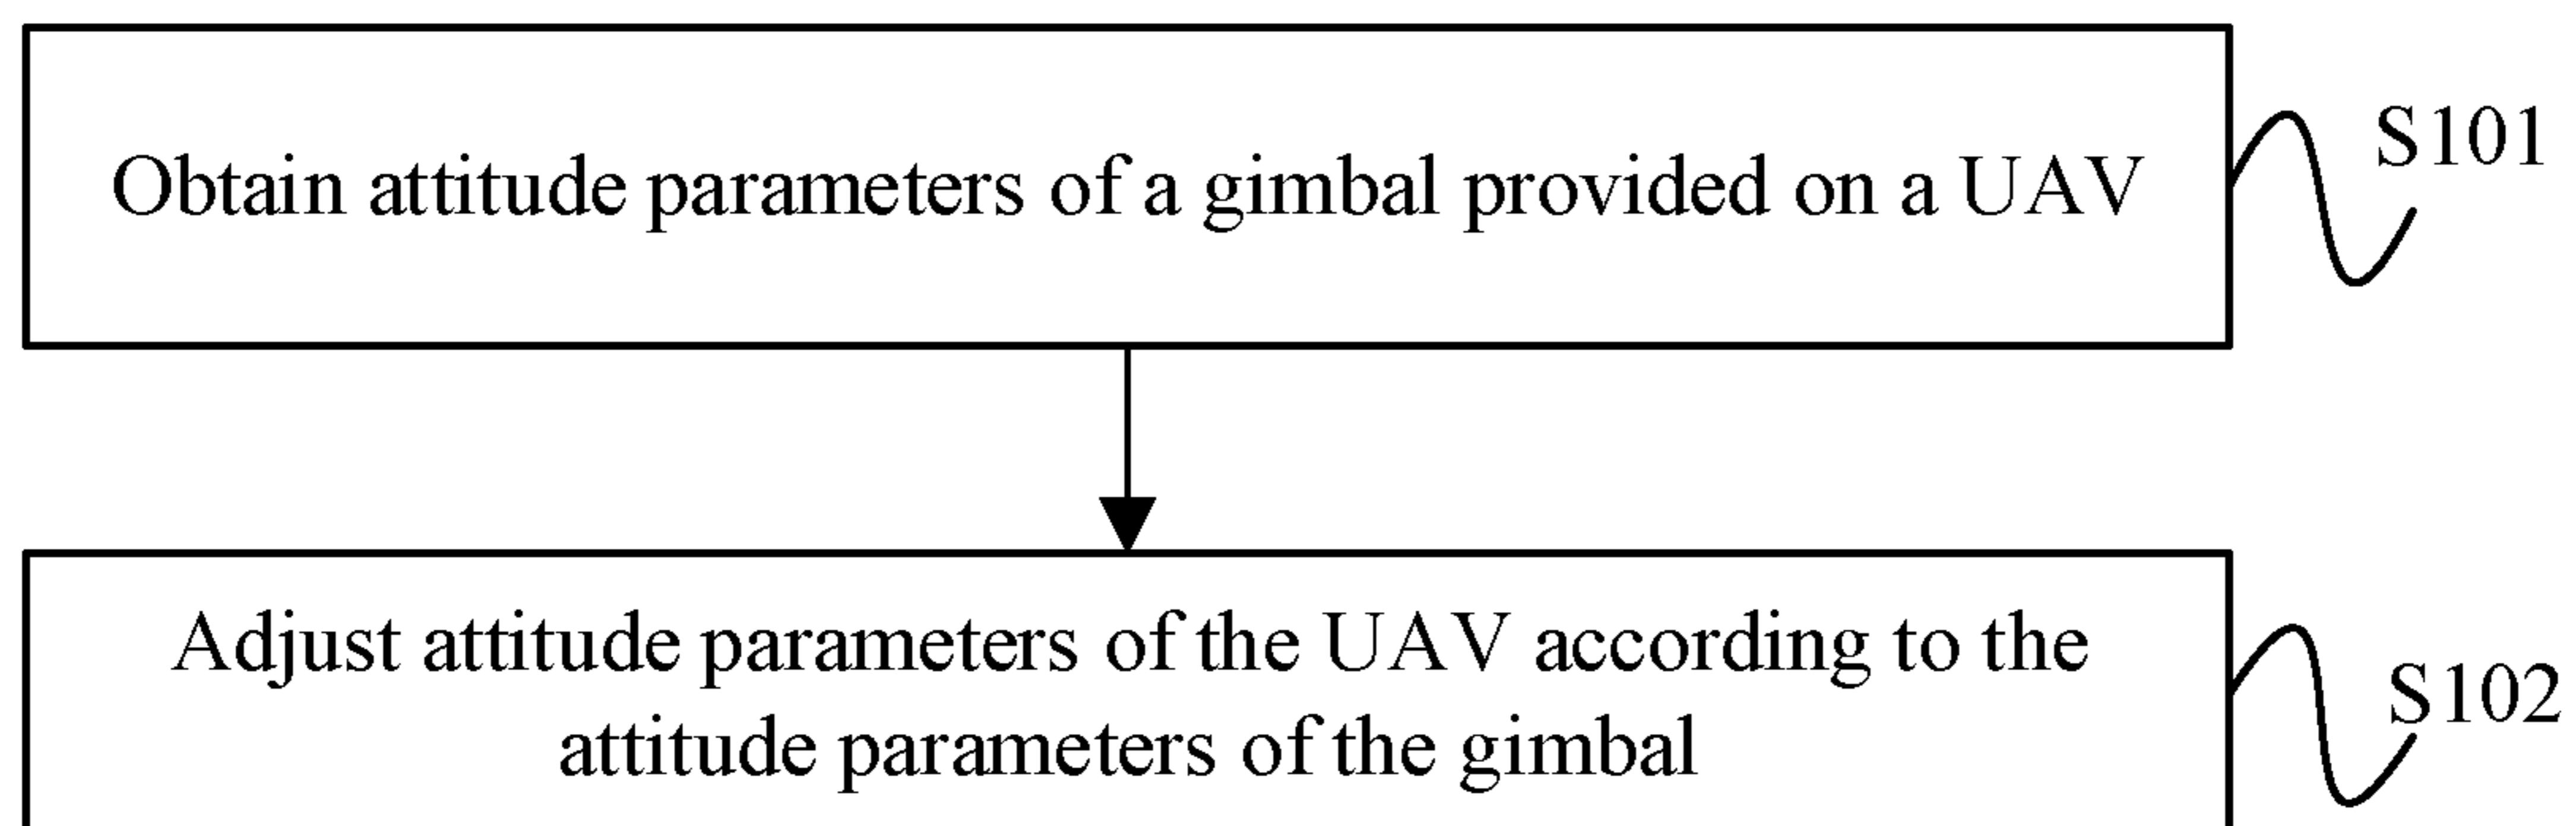 Obtain attitude parameters of a gimbal provided on a UAV
S101
Adjust attitude parameters of the UAV according to the
attitude parameters of the gimbal
S102